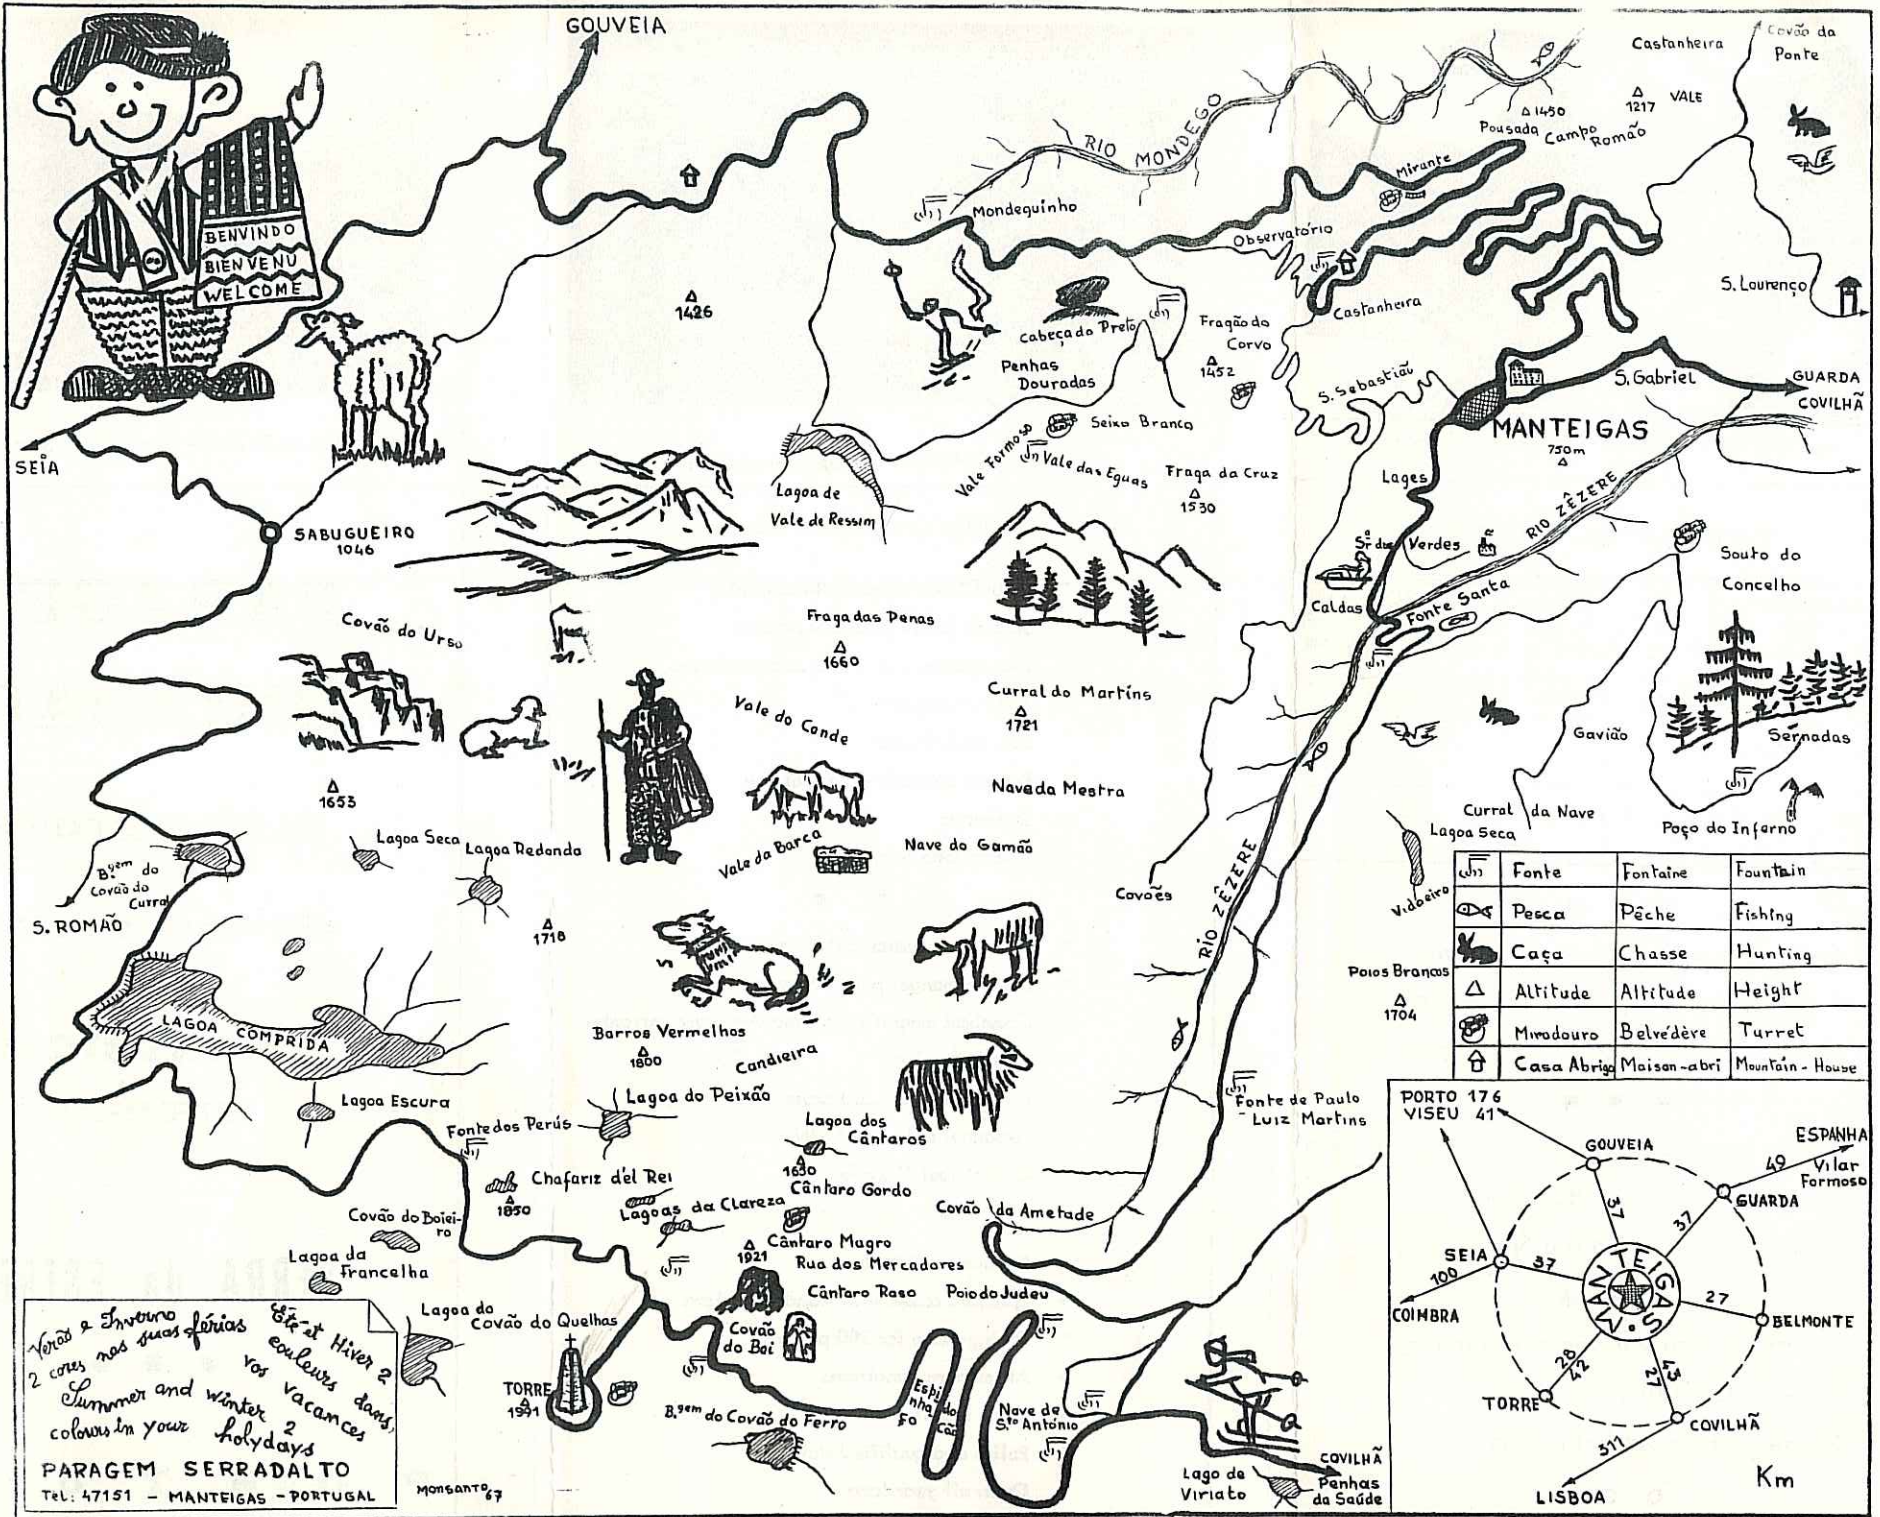 GOUVEIA
Castanheira
Covão da
Ponte
1217
VALE
1450
Pousada
Campo
Romão
RIO MONDEGO
Mirante
Mondeguinho
Observatório
BENVINDO
BIENVENU
WELCOME
1426
Cabeça do Preto
Penhas
Douradas
Fragão do
Corvo
1452
Castanheira
S. Lourenço
S. Sebastião
S. Gabriel
GUARDA
COVILHÃ
MANTEIGAS
750m
SEIA
SABUGUEIRO
1046
Lagoa de
Vale de Ressim
Vale Formoso
Seixo Branco
Vale das Eguas
Fraga da Cruz
1530
Lages
RIO ZÊZERE
Sr.ª dos Verdes
Caldas
Fonte Santa
Souto do
Concelho
Covão do Urso
Fraga das Penas
1660
Curral do Martins
1721
Vale do Conde
Nave da Mestra
Gavião
Sernadas
1653
Lagoa Seca
Lagoa Redonda
Vale da Barca
Nave do Gamão
Curral da Nave
Lagoa Seca
Poço do Inferno
B.gem do
Covão do
Curral
S. ROMÃO
1718
Covões
RIO ZÊZERE
Vidoeiro
Poios Brancos
1704
Fonte Fontaine Fountain
Pesca Pêche Fishing
Caça Chasse Hunting
Altitude Altitude Height
Miradouro Belvédère Turret
Casa Abrigo Maison-abri Mountain-House
LAGOA COMPRIDA
Barros Vermelhos
1800
Candieira
Lagoa Escura
Lagoa do Peixão
Fonte dos Perús
Lagoa dos
Cântaros
1630
Cântaro Gordo
Fonte de Paulo
Luiz Martins
Chafariz d'el Rei
1850
Lagoas da Clareza
Covão do Boiei-
ro
Lagoa da
Francelha
Covão da Ametade
1921
Cântaro Magro
Rua dos Mercadores
Cântaro Raso
Poio do Judeu
Lagoa do
Covão do Quelhas
Covão
do Boi
TORRE
1991
B.gem do Covão do Ferro
Espinhaço do Cão
Nave de
Sto António
Lago de
Viriato
COVILHÃ
Penhas
da Saúde
Verão e Inverno
2 cores nas suas férias
Été et Hiver 2
couleurs dans
vos vacances
Summer and winter 2
colours in your holydays
PARAGEM SERRADALTO
Tel: 47151 - MANTEIGAS - PORTUGAL
MONSANTO 67
PORTO 176
VISEU 41
GOUVEIA
ESPANHA
49
Vilar
Formoso
GUARDA
37
37
SEIA
37
100
COIMBRA
MANTEIGAS
27
BELMONTE
28
42
TORRE
43
27
COVILHÃ
311
LISBOA
Km